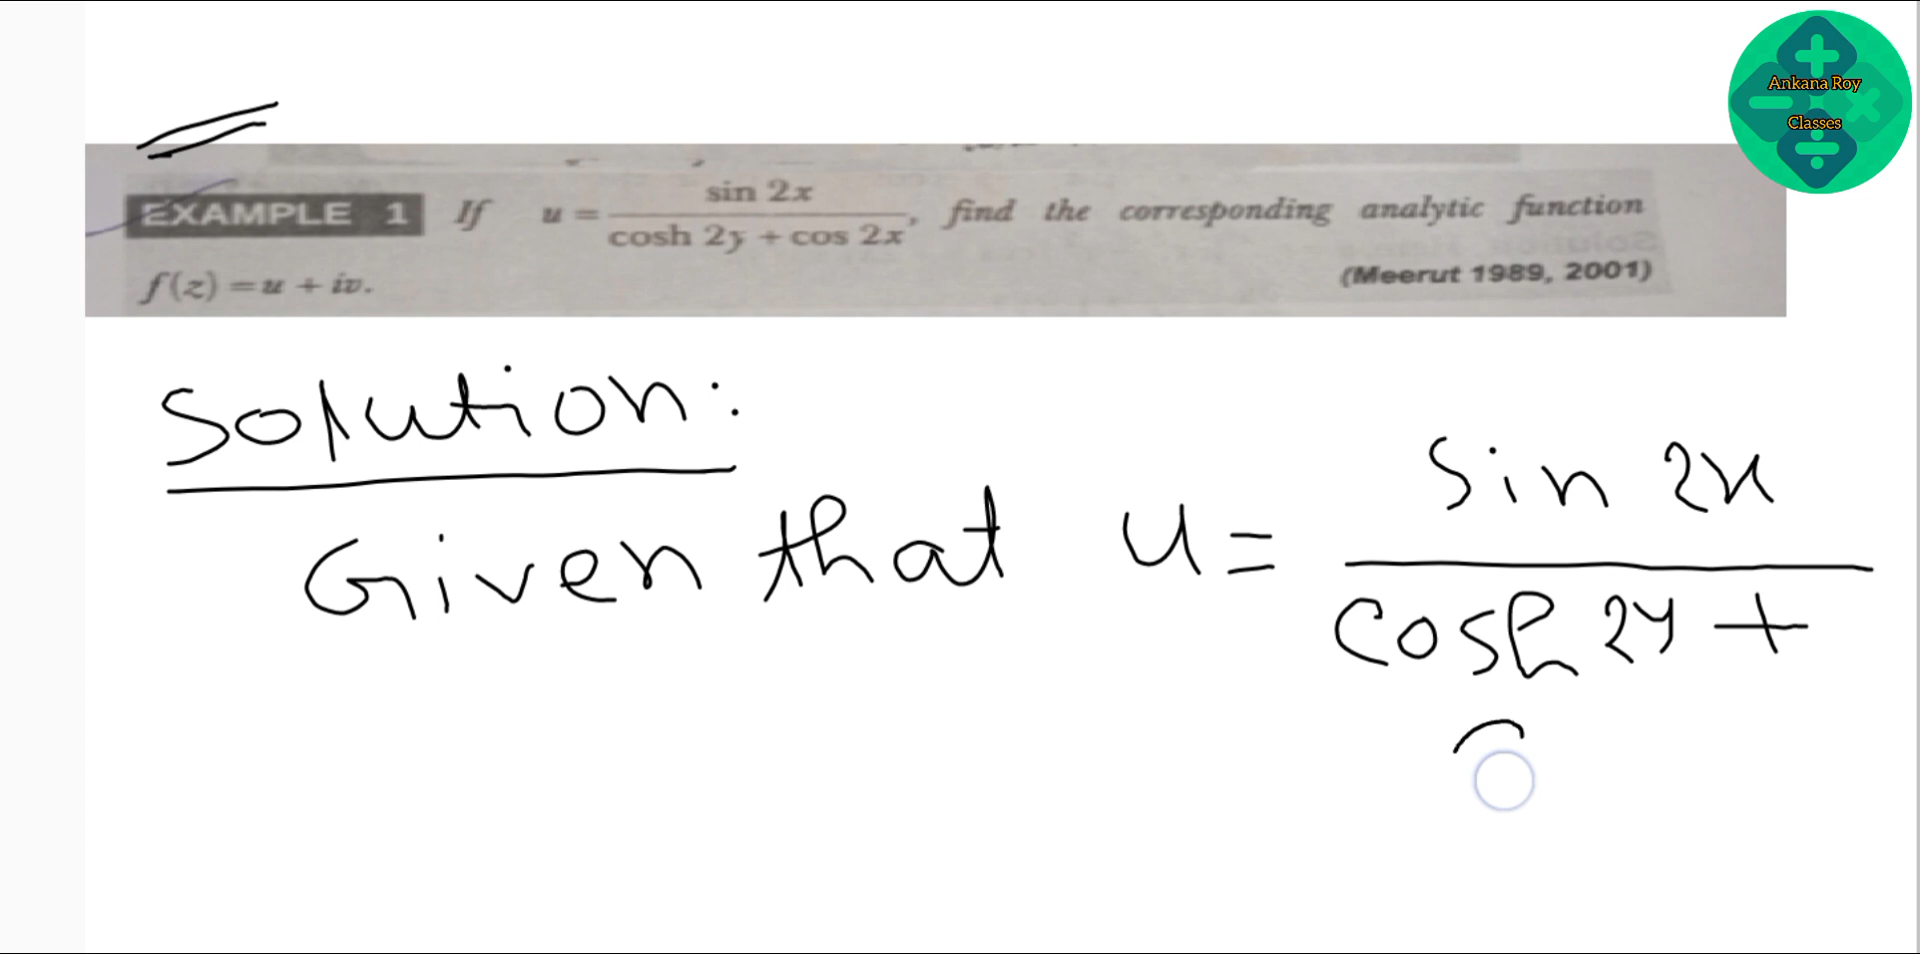 Ankana Roy
Classes
EXAMPLE 1 If u = sin 2x / cosh 2y + cos 2x, find the corresponding analytic function
f(z) = u + iv.
(Meerut 1989, 2001)
Solution:
Given that u = sin 2x / cosh 2y +